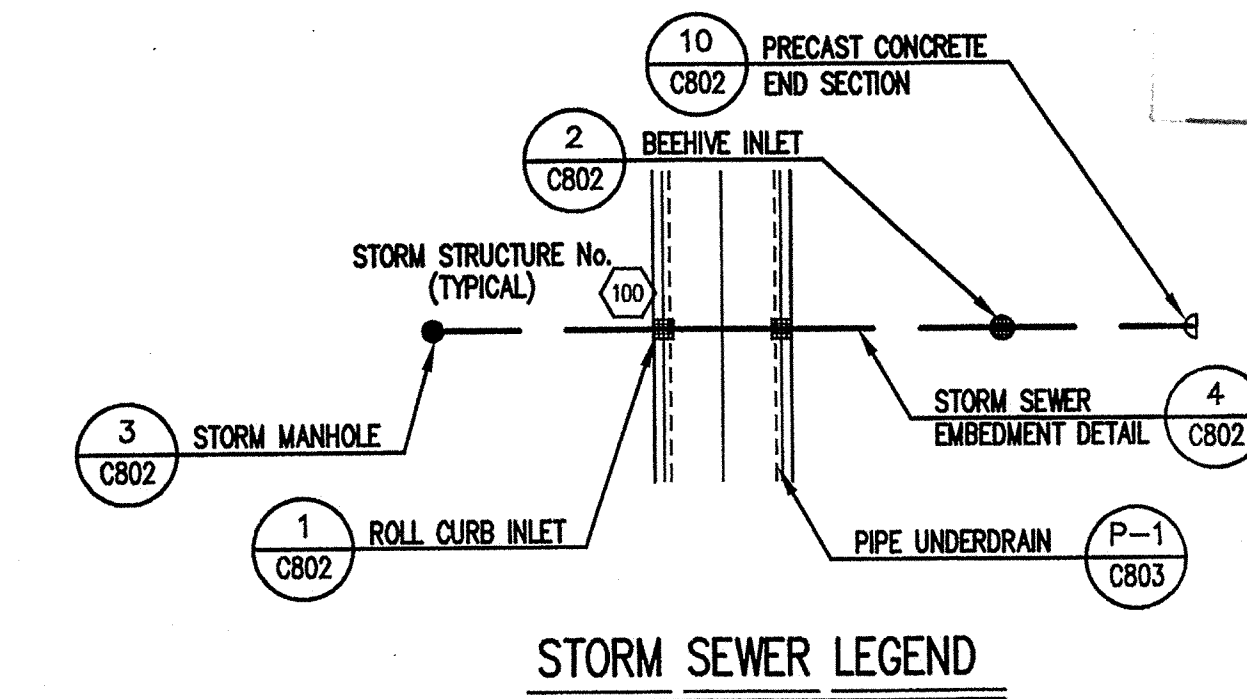 10
C802
PRECAST CONCRETE
END SECTION
2
C802
BEEHIVE INLET
STORM STRUCTURE No.
(TYPICAL)
100
3
C802
STORM MANHOLE
STORM SEWER
EMBEDMENT DETAIL
4
C802
1
C802
ROLL CURB INLET
PIPE UNDERDRAIN
P-1
C803
STORM SEWER LEGEND